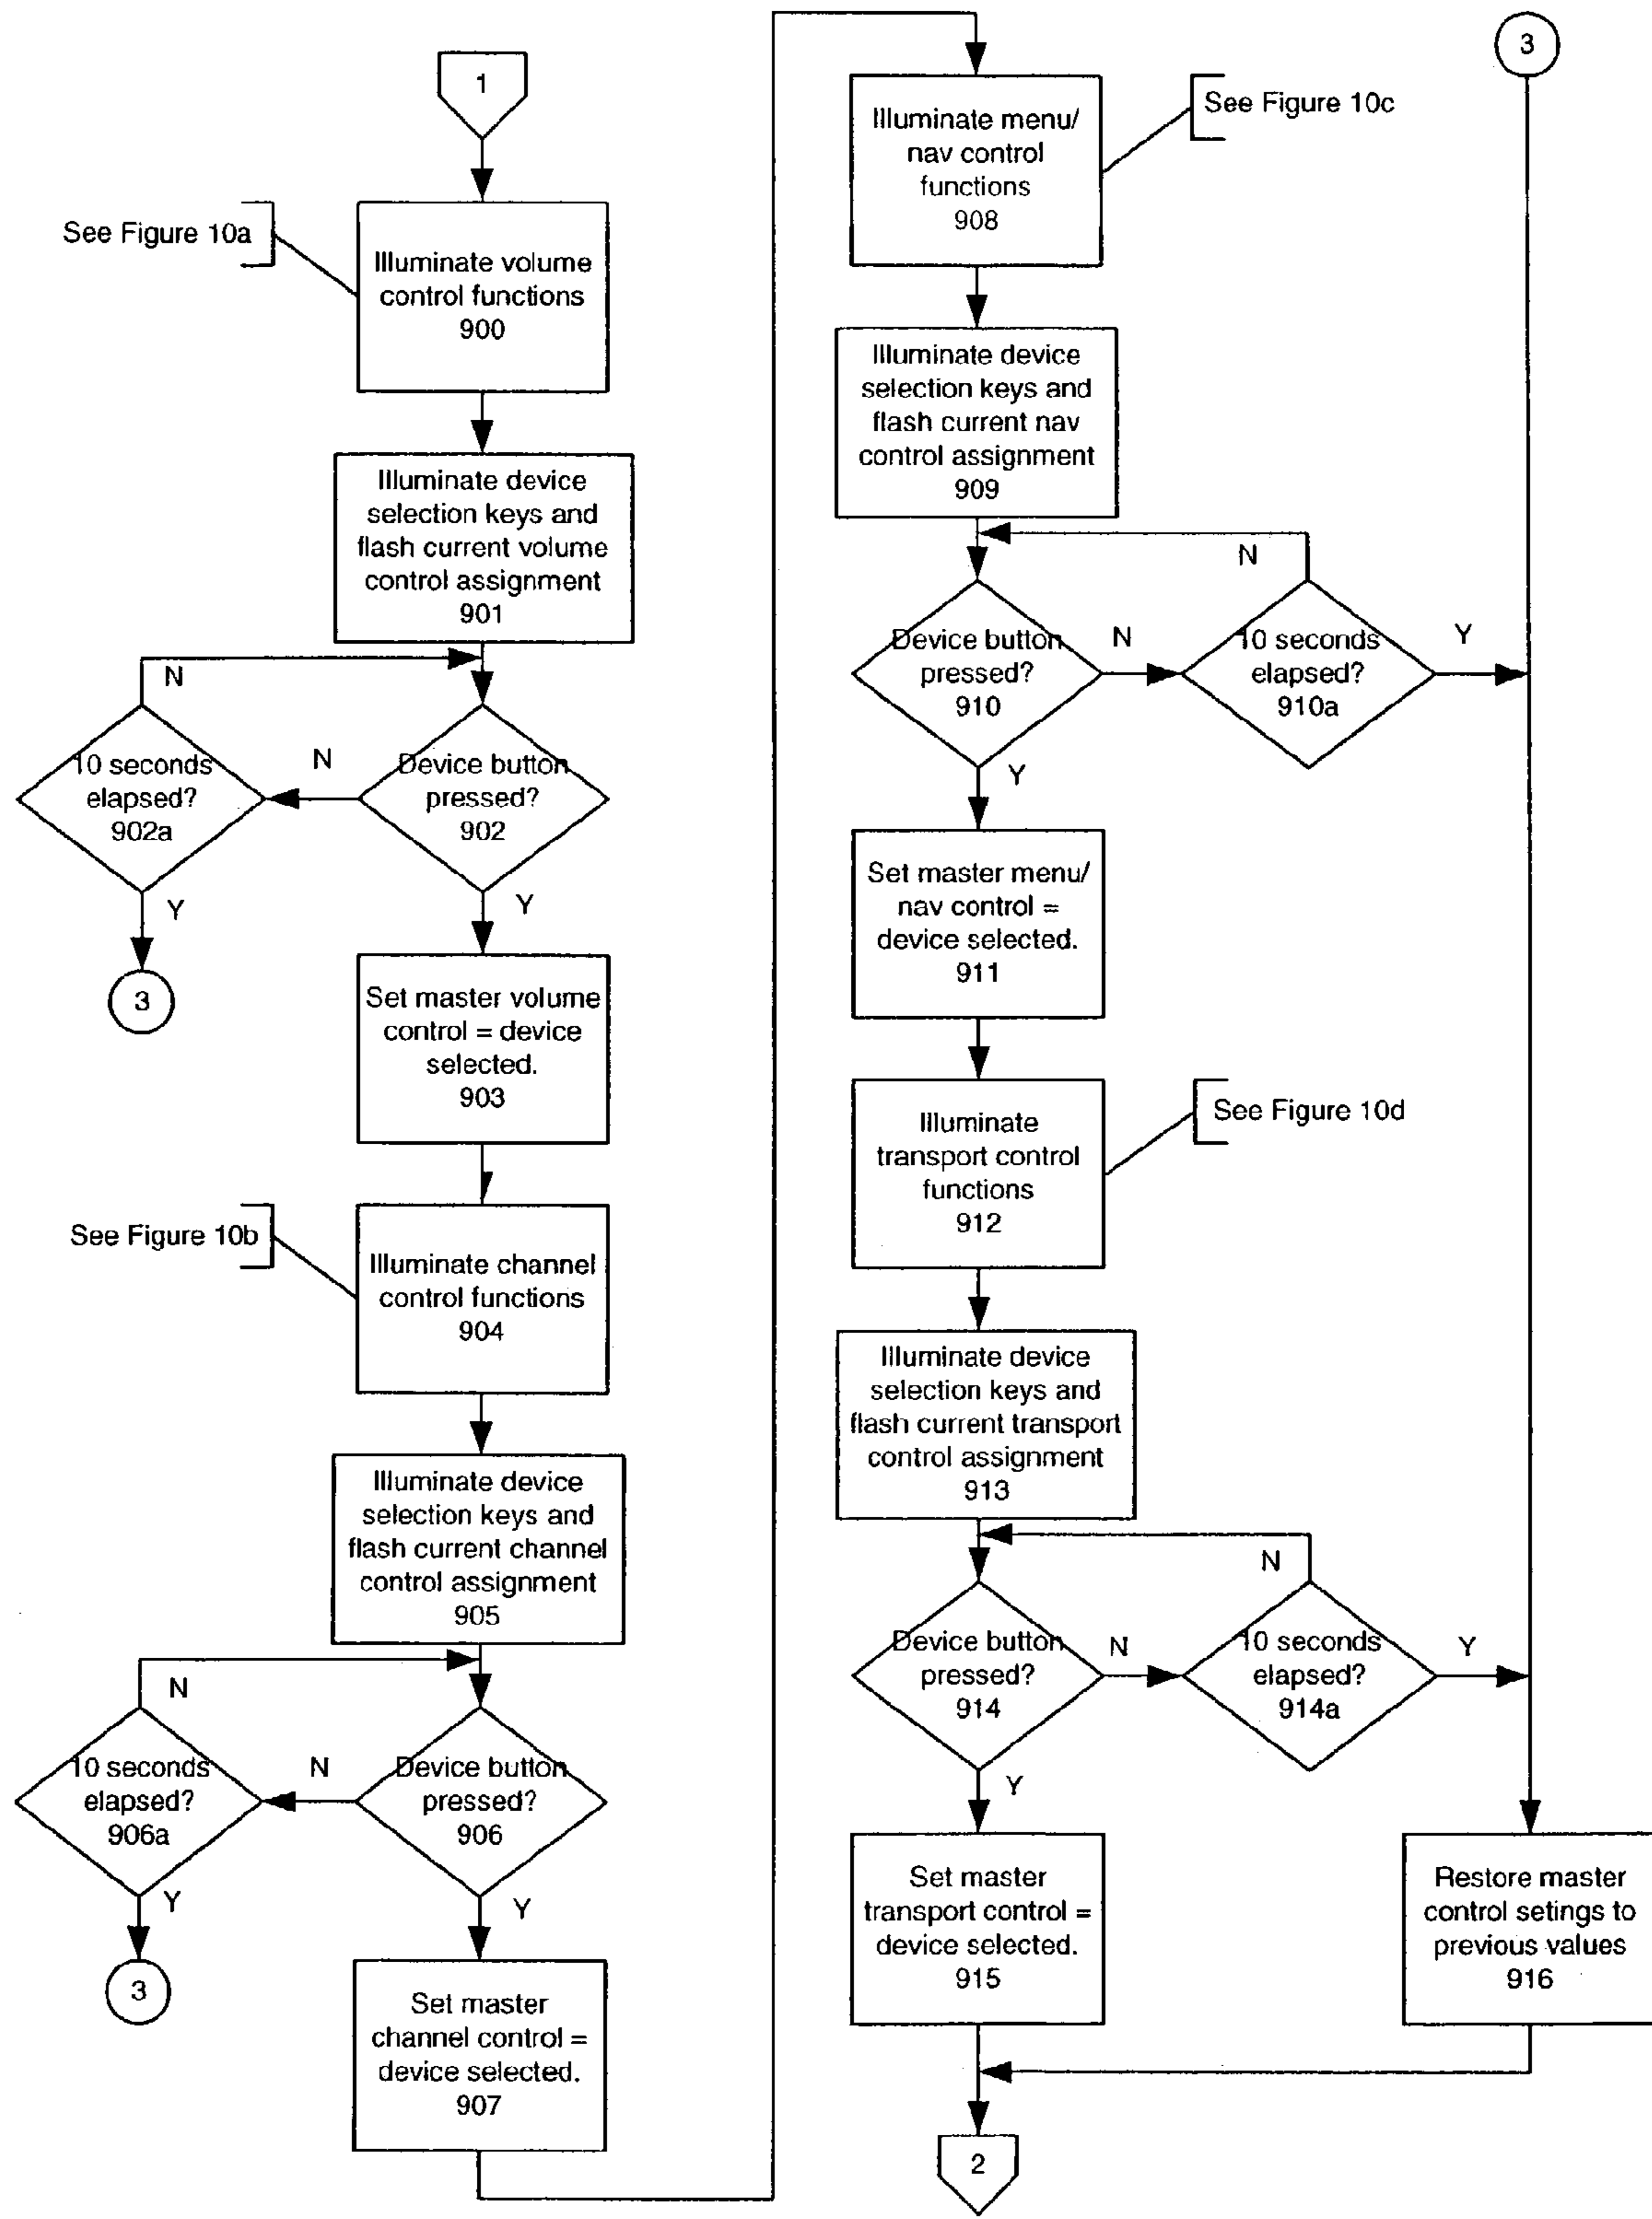 1
See Figure 10a
Illuminate volume
control functions
900
Illuminate device
selection keys and
flash current volume
control assignment
901
N
10 seconds
elapsed?
902a
N
Device button
pressed?
902
Y
Y
3
Set master volume
control = device
selected.
903
See Figure 10b
Illuminate channel
control functions
904
Illuminate device
selection keys and
flash current channel
control assignment
905
N
10 seconds
elapsed?
906a
N
Device button
pressed?
906
Y
Y
3
Set master
channel control =
device selected.
907
Illuminate menu/
nav control
functions
908
See Figure 10c
3
Illuminate device
selection keys and
flash current nav
control assignment
909
N
Device button
pressed?
910
N
10 seconds
elapsed?
910a
Y
Y
Set master menu/
nav control =
device selected.
911
Illuminate
transport control
functions
912
See Figure 10d
Illuminate device
selection keys and
flash current transport
control assignment
913
N
Device button
pressed?
914
N
10 seconds
elapsed?
914a
Y
Y
Set master
transport control =
device selected.
915
Restore master
control setings to
previous values
916
2